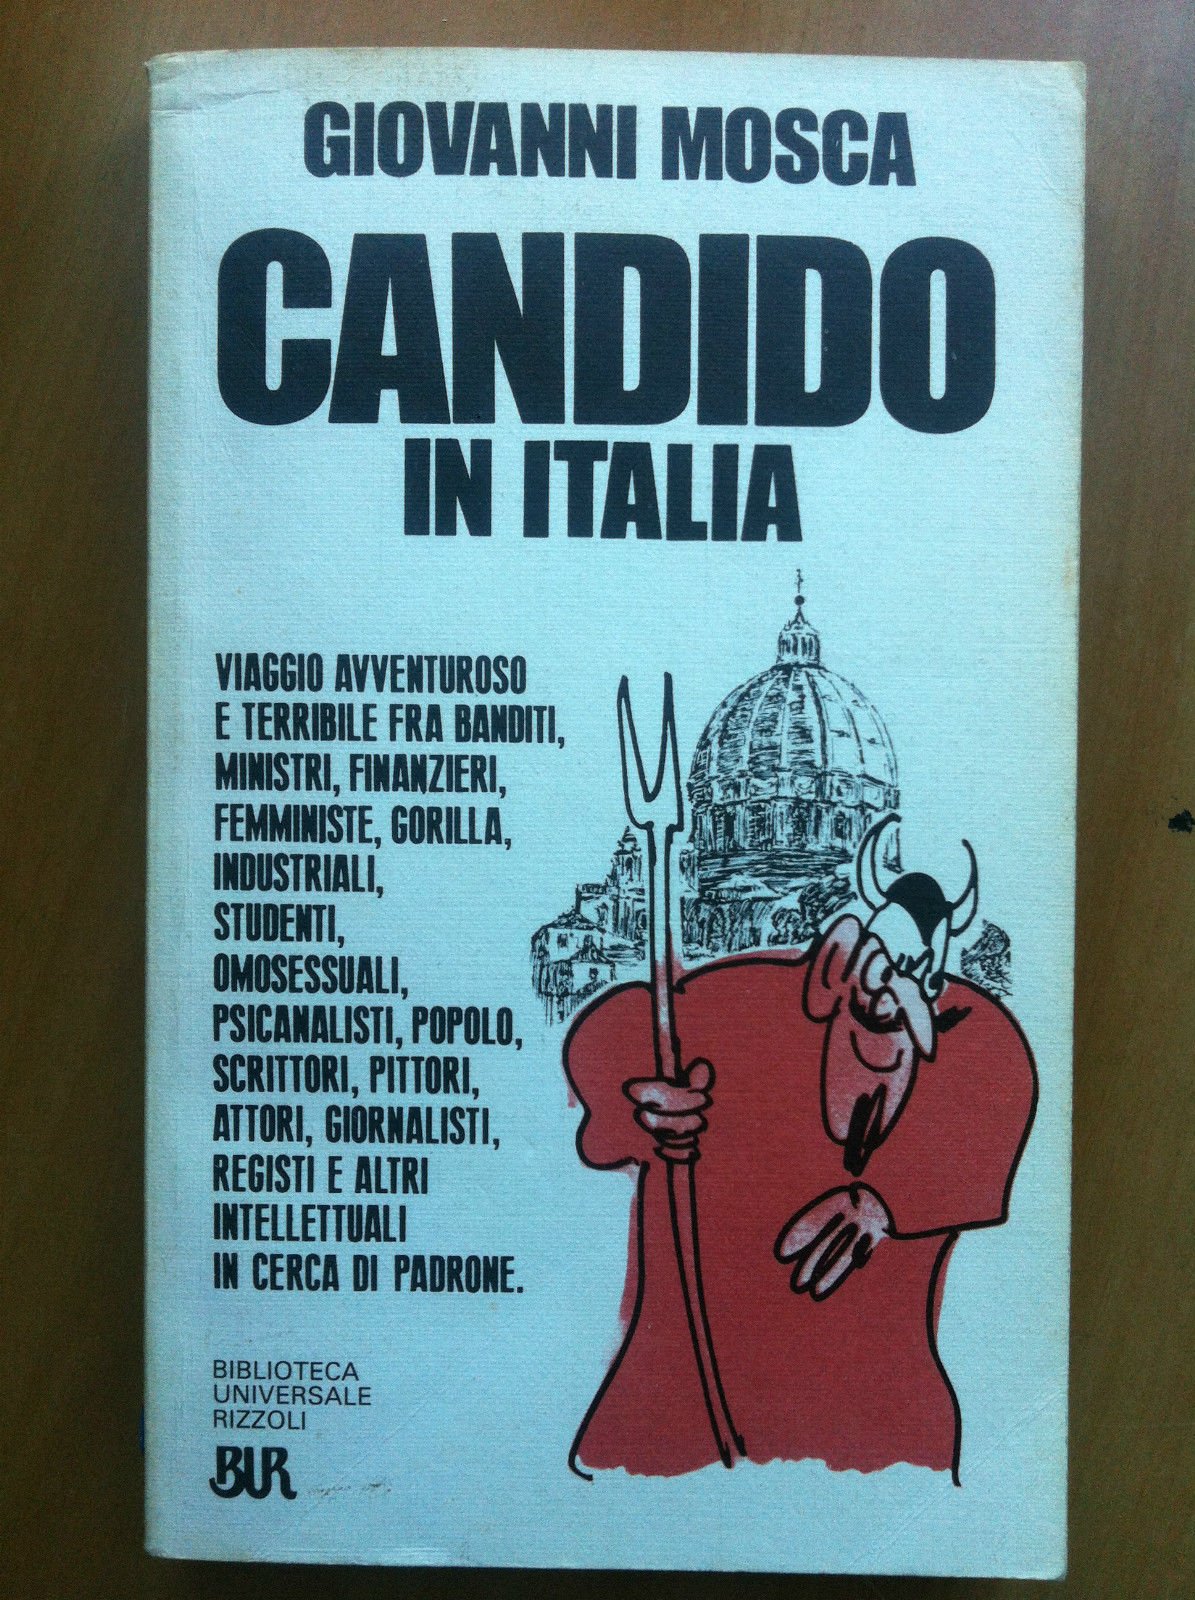 GIOVANNI MOSCA
CANDIDO
IN ITALIA
VIAGGIO AVVENTUROSO
E TERRIBILE FRA BANDITI,
MINISTRI, FINANZIERI,
FEMMINISTE, GORILLA,
INDUSTRIALI,
STUDENTI,
OMOSESSUALI,
PSICANALISTI, POPOLO,
SCRITTORI, PITTORI,
ATTORI, GIORNALISTI,
REGISTI E ALTRI
INTELLETTUALI
IN CERCA DI PADRONE.
BIBLIOTECA
UNIVERSALE
RIZZOLI
BUR